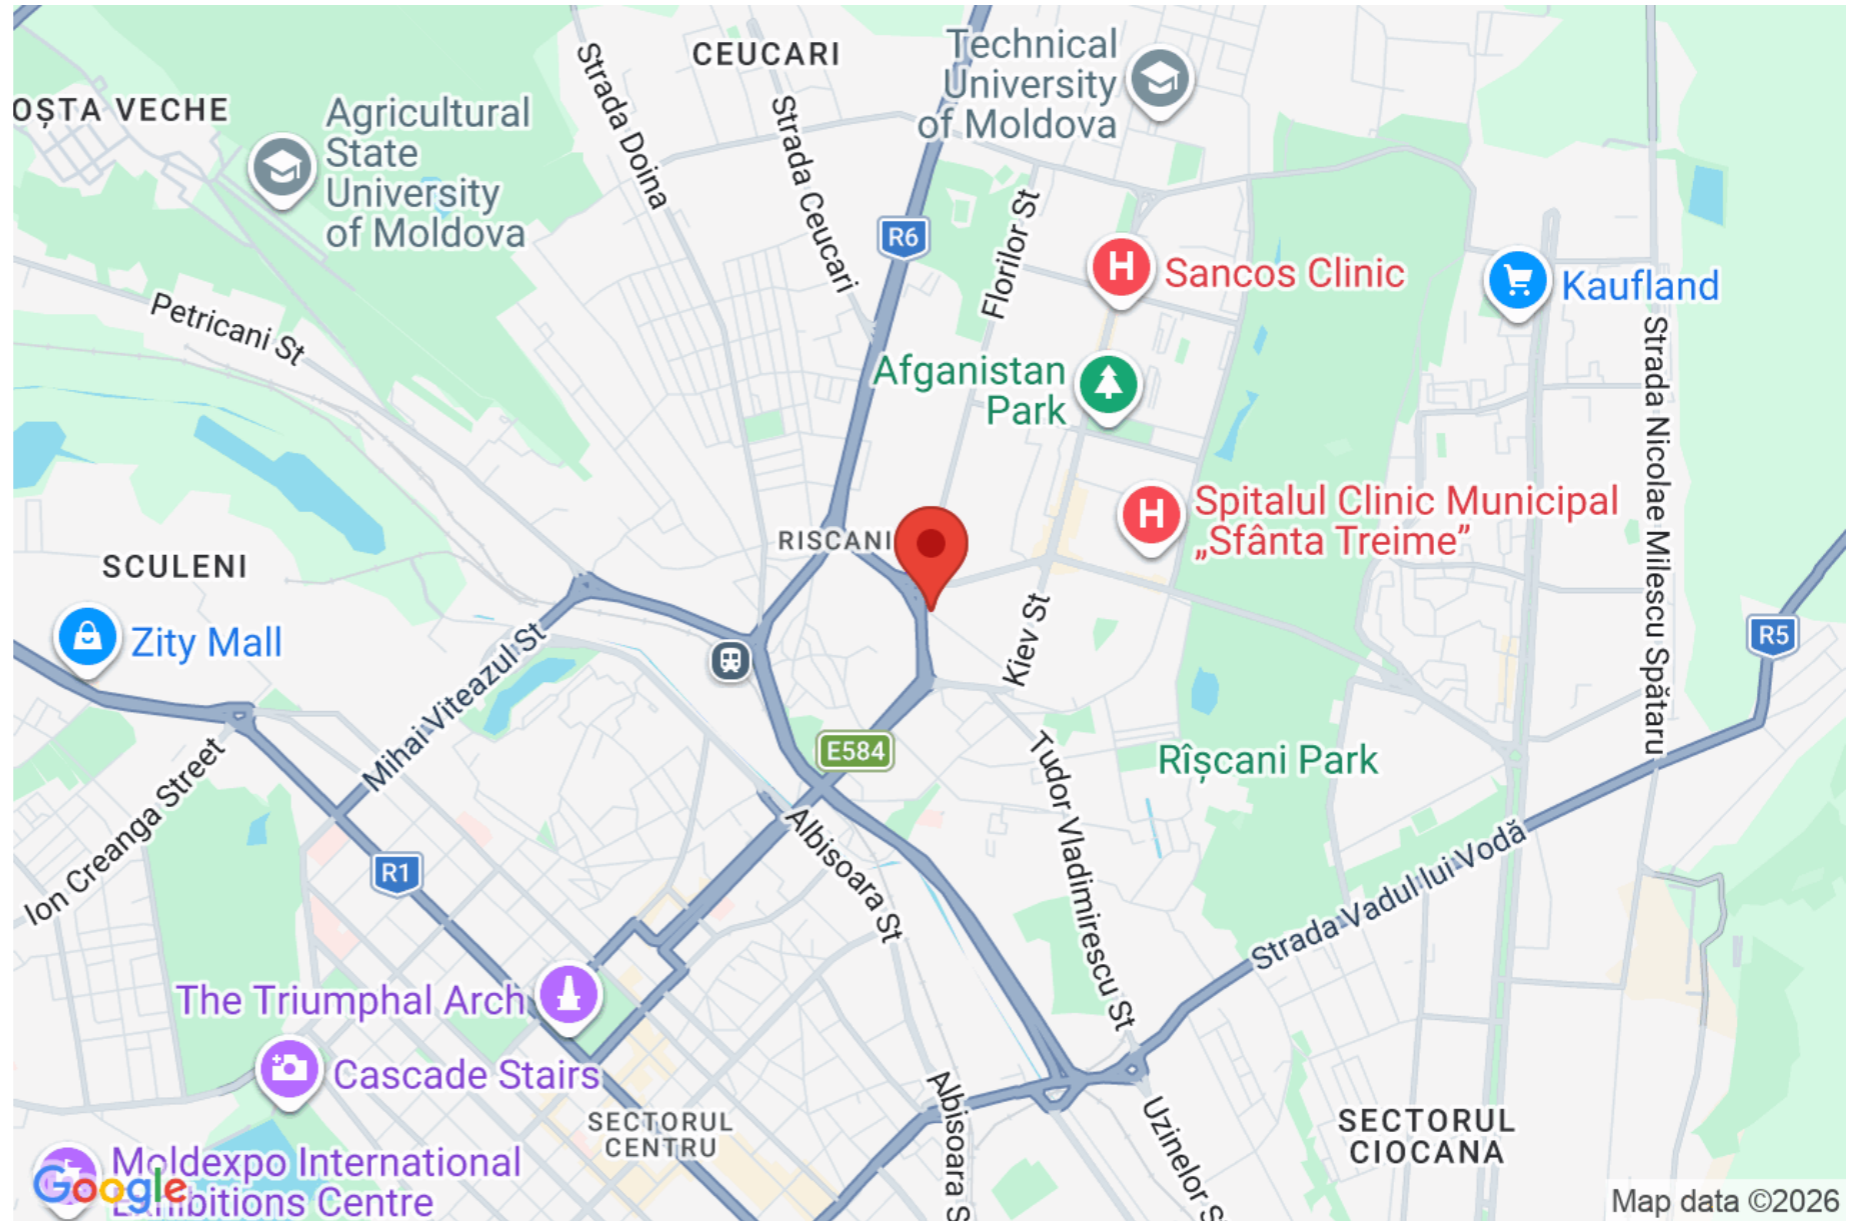 CEUCARI
Technical
University
of Moldova
OȘTA VECHE
Agricultural
State
University
of Moldova
Strada Doina
Strada Ceucari
R6
Florilor St
Sancos Clinic
Kaufland
Petricani St
Afganistan
Park
Strada Nicolae Milescu Spătaru
Spitalul Clinic Municipal
„Sfânta Treime”
RISCANI
SCULENI
Zity Mall
Mihai Viteazul St
Kiev St
R5
E584
Rîșcani Park
Ion Creanga Street
Tudor Vladimirescu St
R1
Albisoara St
Strada Vadul lui Vodă
The Triumphal Arch
Cascade Stairs
SECTORUL
CENTRU
Albisoara S
Uzinelor S
SECTORUL
CIOCANA
Moldexpo International
Exhibitions Centre
Google
Map data ©2026